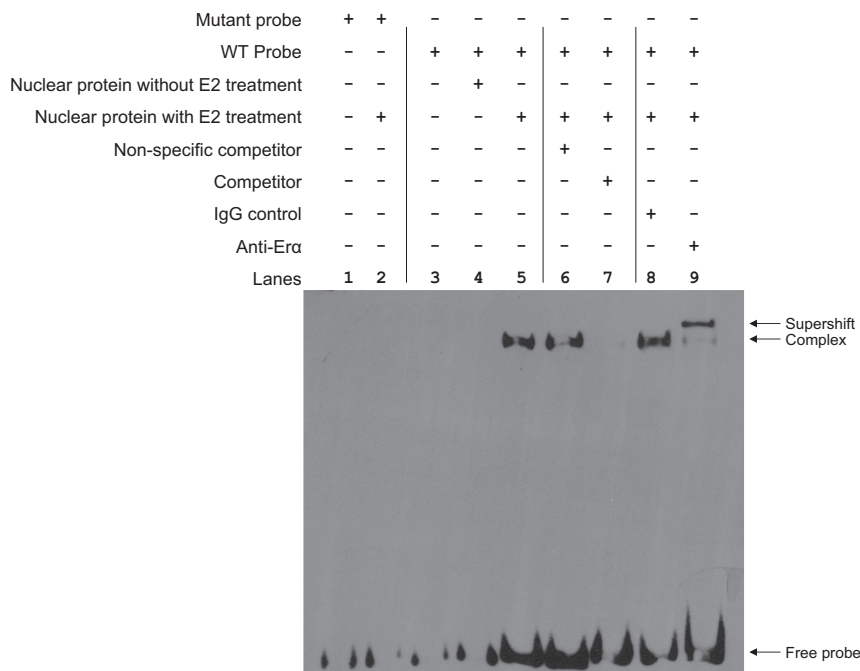 Mutant probe + + − − − − − − −
WT Probe − − + + + + + + +
Nuclear protein without E2 treatment − − − + − − − − −
Nuclear protein with E2 treatment − + − − + + + + +
Non-specific competitor − − − − − + − − −
Competitor − − − − − − + − −
IgG control − − − − − − − + −
Anti-Erα − − − − − − − − +
Lanes 1 2 3 4 5 6 7 8 9
Supershift
Complex
Free probe